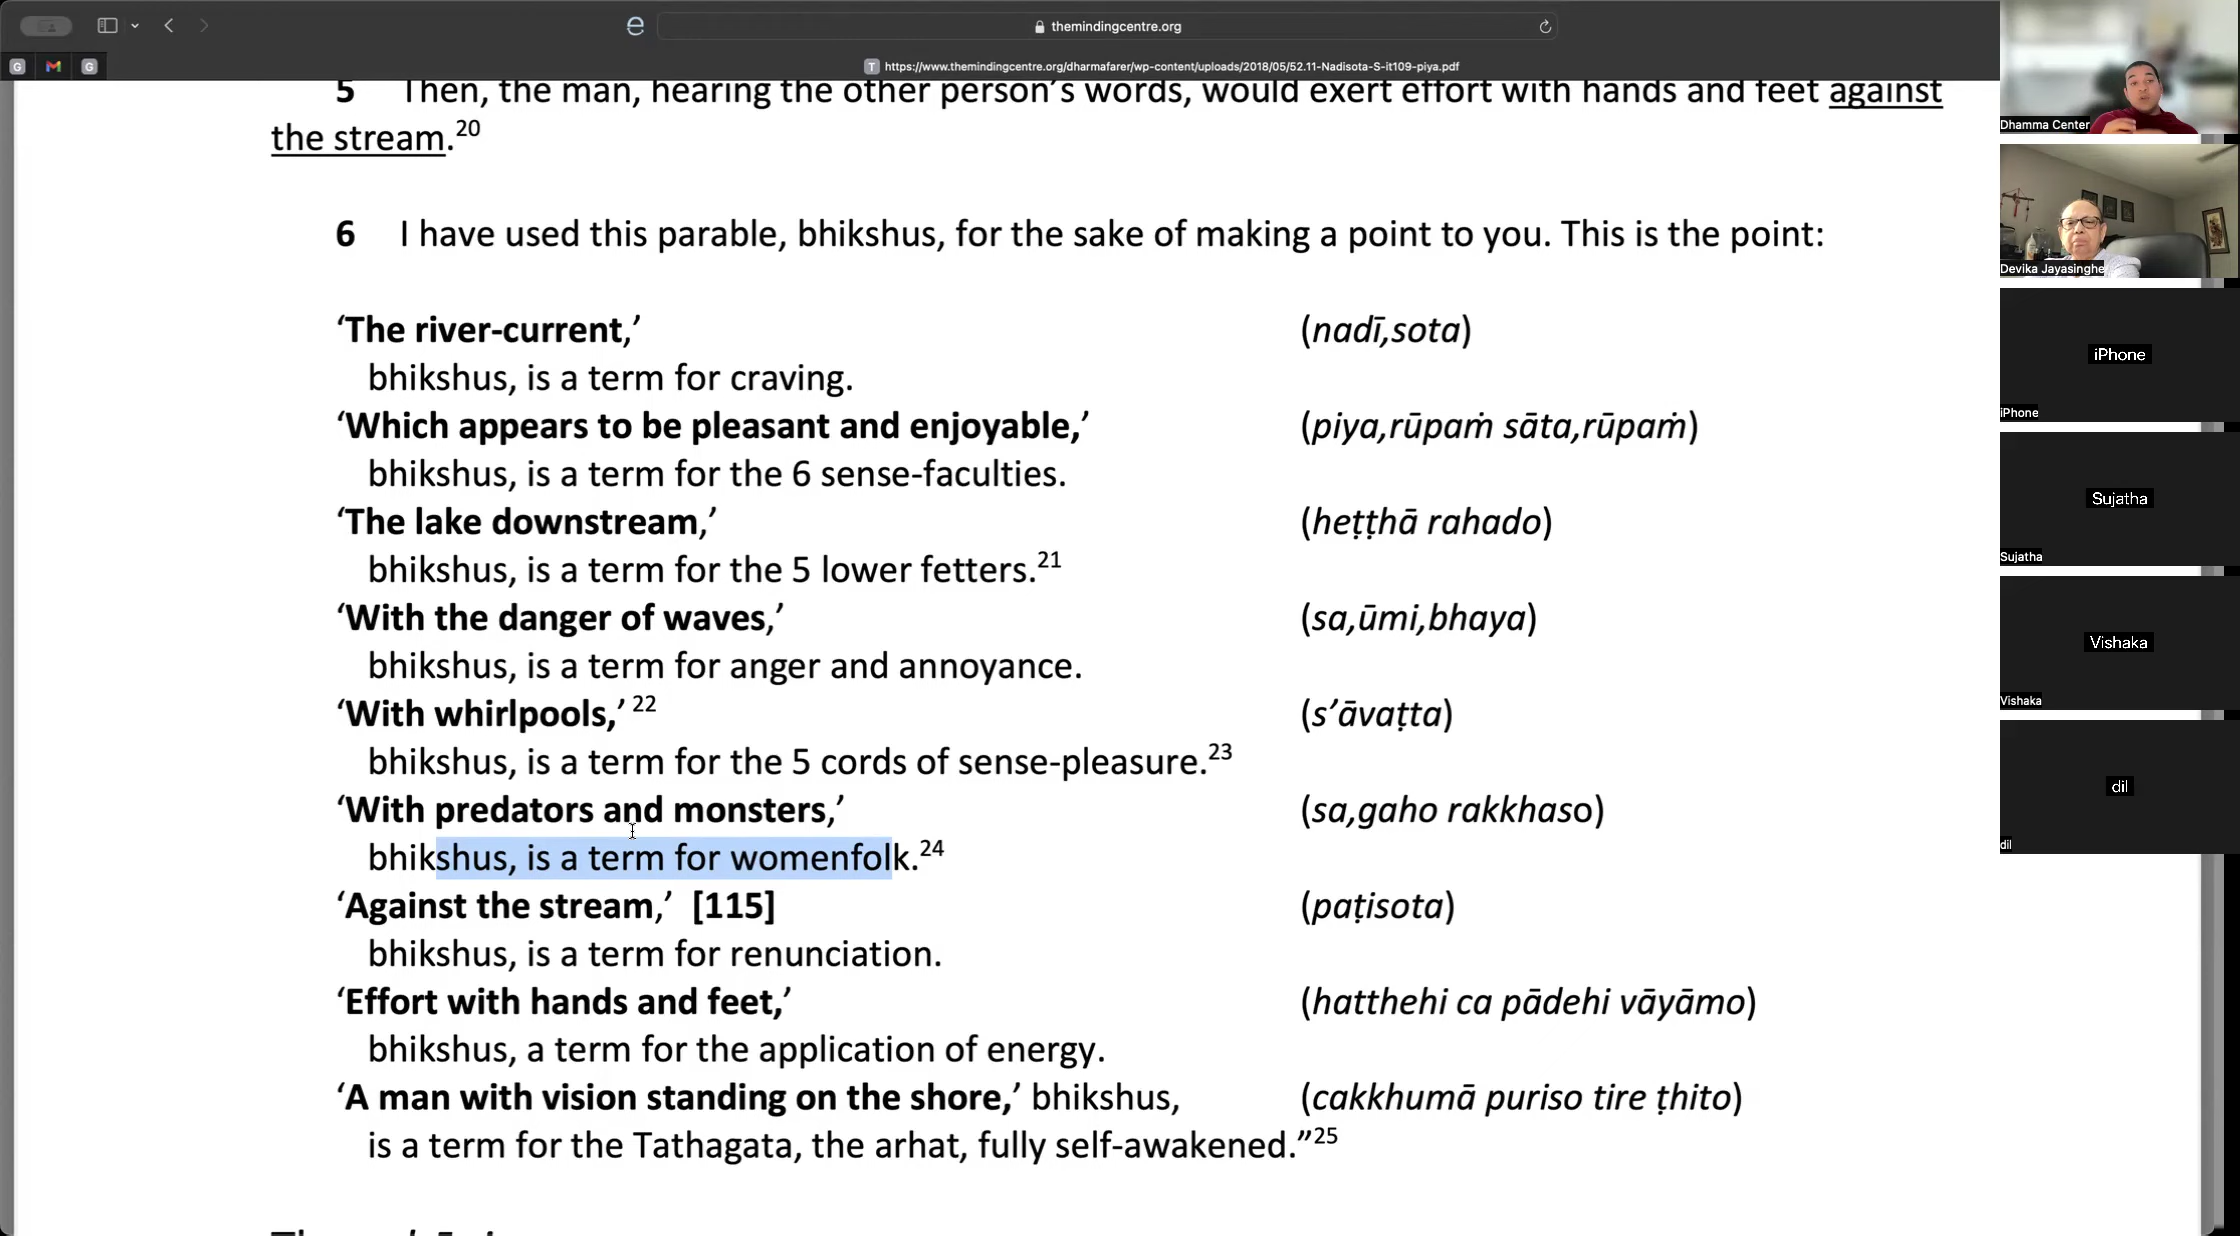 themindingcentre.org
https://www.themindingcentre.org/dharmafarer/wp-content/uploads/2018/05/52.11-Nadisota-S-it109-piya.pdf
5 Then, the man, hearing the other person's words, would exert effort with hands and feet against
the stream.20
6 I have used this parable, bhikshus, for the sake of making a point to you. This is the point:
‘The river-current,’ (nadī,sota)
bhikshus, is a term for craving.
‘Which appears to be pleasant and enjoyable,’ (piya,rūpaṁ sāta,rūpaṁ)
bhikshus, is a term for the 6 sense-faculties.
‘The lake downstream,’ (heṭṭhā rahado)
bhikshus, is a term for the 5 lower fetters.21
‘With the danger of waves,’ (sa,ūmi,bhaya)
bhikshus, is a term for anger and annoyance.
‘With whirlpools,’ 22 (s’āvaṭṭa)
bhikshus, is a term for the 5 cords of sense-pleasure.23
‘With predators and monsters,’ (sa,gaho rakkhaso)
bhikshus, is a term for womenfolk.24
‘Against the stream,’ [115] (paṭisota)
bhikshus, is a term for renunciation.
‘Effort with hands and feet,’ (hatthehi ca pādehi vāyāmo)
bhikshus, a term for the application of energy.
‘A man with vision standing on the shore,’ bhikshus, (cakkhumā puriso tire ṭhito)
is a term for the Tathagata, the arhat, fully self-awakened.”25
Dhamma Center
Devika Jayasinghe
iPhone
iPhone
Sujatha
Sujatha
Vishaka
Vishaka
dil
dil